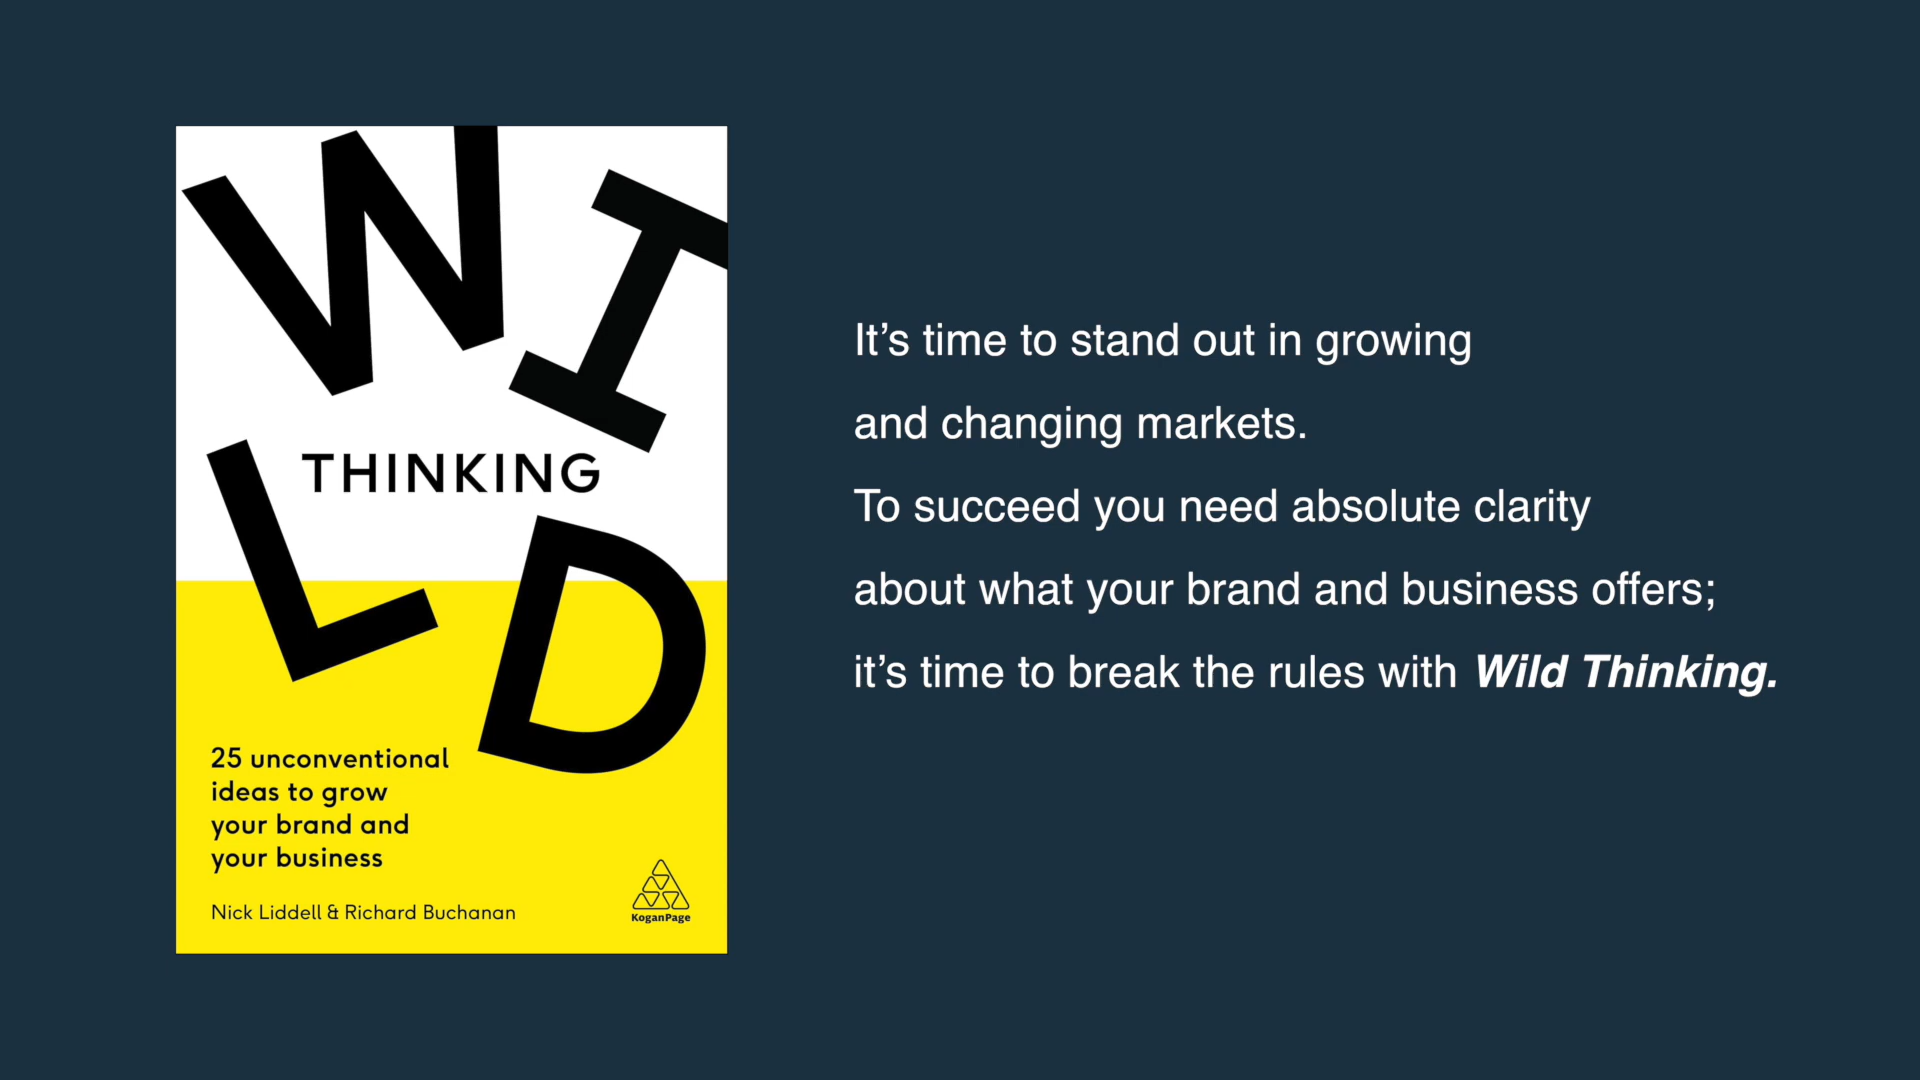 WILD
THINKING
25 unconventional
ideas to grow
your brand and
your business
Nick Liddell & Richard Buchanan
KoganPage
It’s time to stand out in growing
and changing markets.
To succeed you need absolute clarity
about what your brand and business offers;
it’s time to break the rules with Wild Thinking.